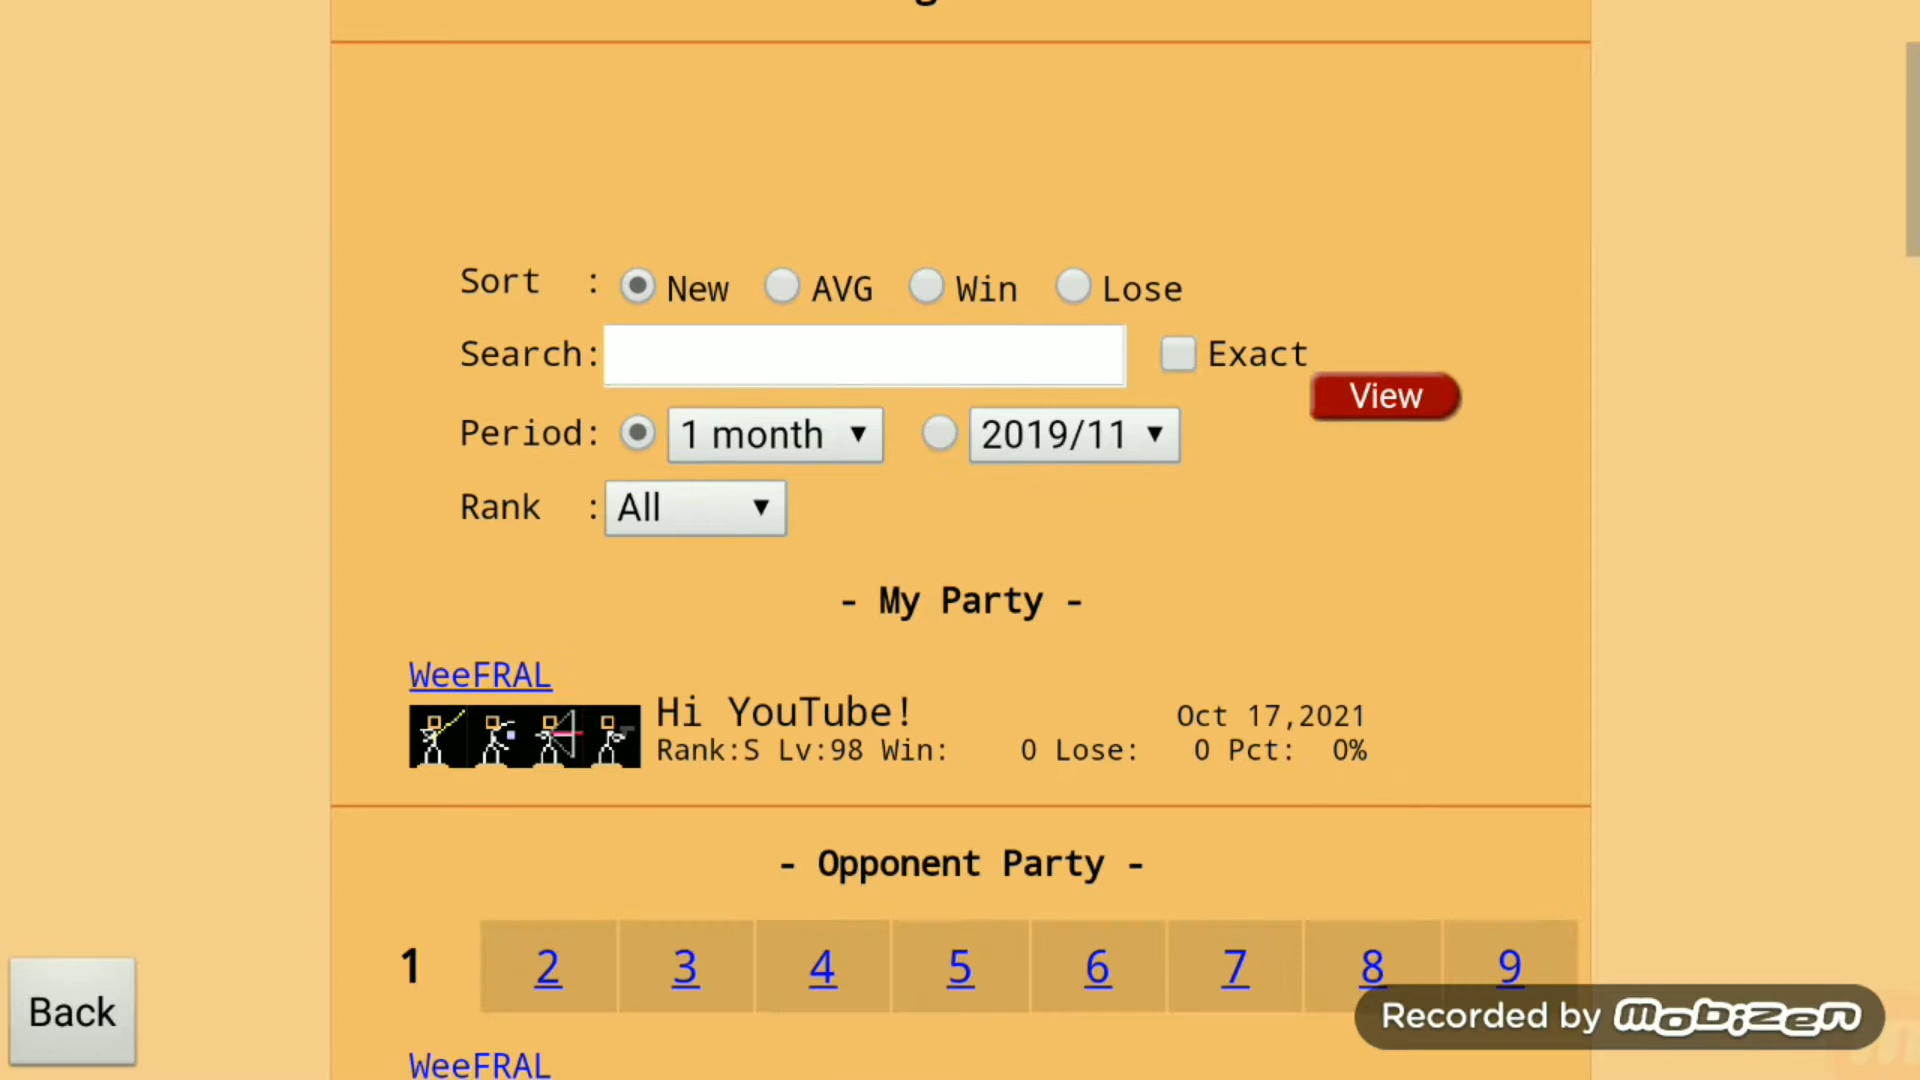 Sort : New AVG Win Lose
Search: Exact
View
Period: 1 month 2019/11
Rank : All
- My Party -
WeeFRAL
Hi YouTube! Oct 17,2021
Rank:S Lv:98 Win: 0 Lose: 0 Pct: 0%
- Opponent Party -
1 2 3 4 5 6 7 8 9
Back
Recorded by mobizen
WeeFRAL